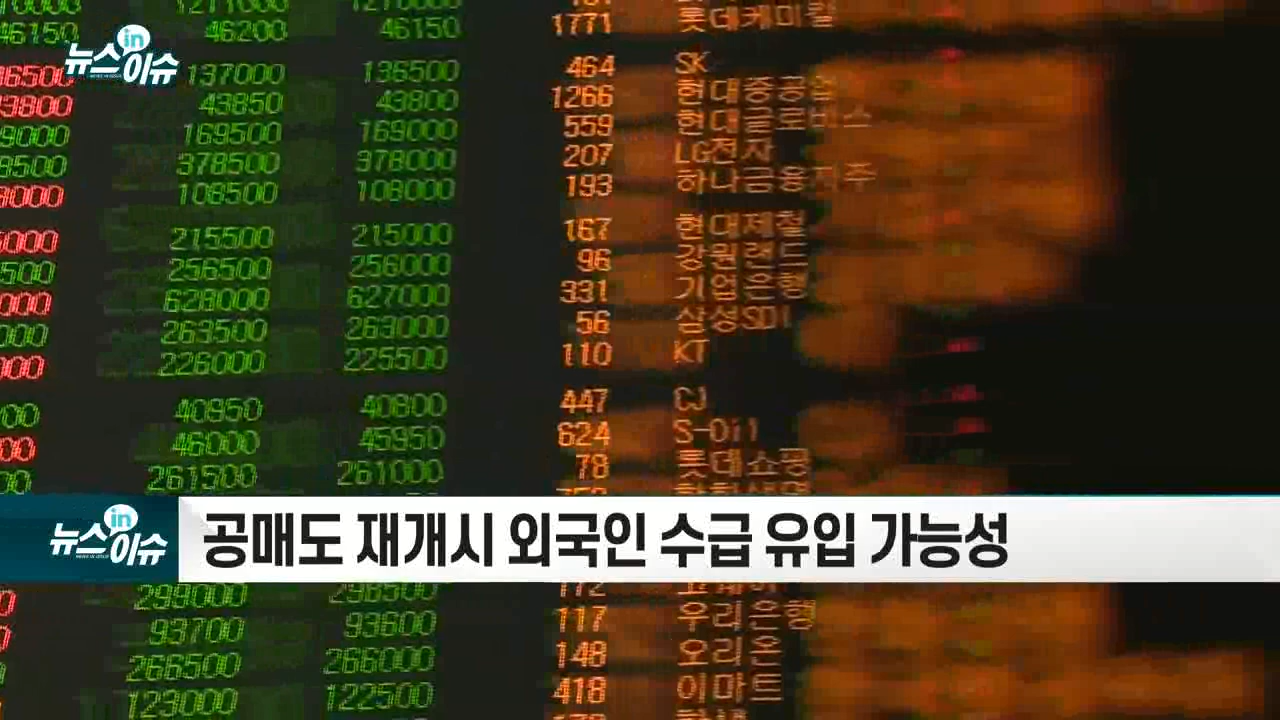 46150 46200 46150 1771 롯데케미칼
뉴스in이슈
137000 136500 464 SK
43800 43850 43800 1266 현대중공업
169500 169000 559 현대글로비스
378500 378000 207 LG전자
108500 108000 193 하나금융지주
215500 215000 167 현대제철
256500 256000 96 강원랜드
628000 627000 331 기업은행
263500 263000 56 삼성SDI
226000 225500 110 KT
40950 40800 447 CJ
46000 45950 624 S-Oil
261500 261000 78 롯데쇼핑
뉴스in이슈
공매도 재개시 외국인 수급 유입 가능성
299000 298500 172
93700 93600 117 우리은행
266500 266000 148 오리온
123000 122500 418 이마트